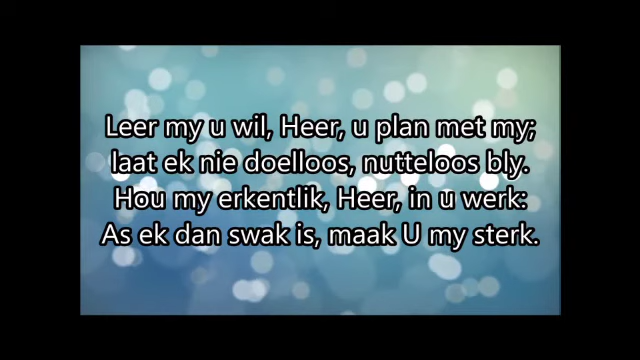 Leer my u wil, Heer, u plan met my;
laat ek nie doelloos, nutteloos bly.
Hou my erkentlik, Heer, in u werk:
As ek dan swak is, maak U my sterk.